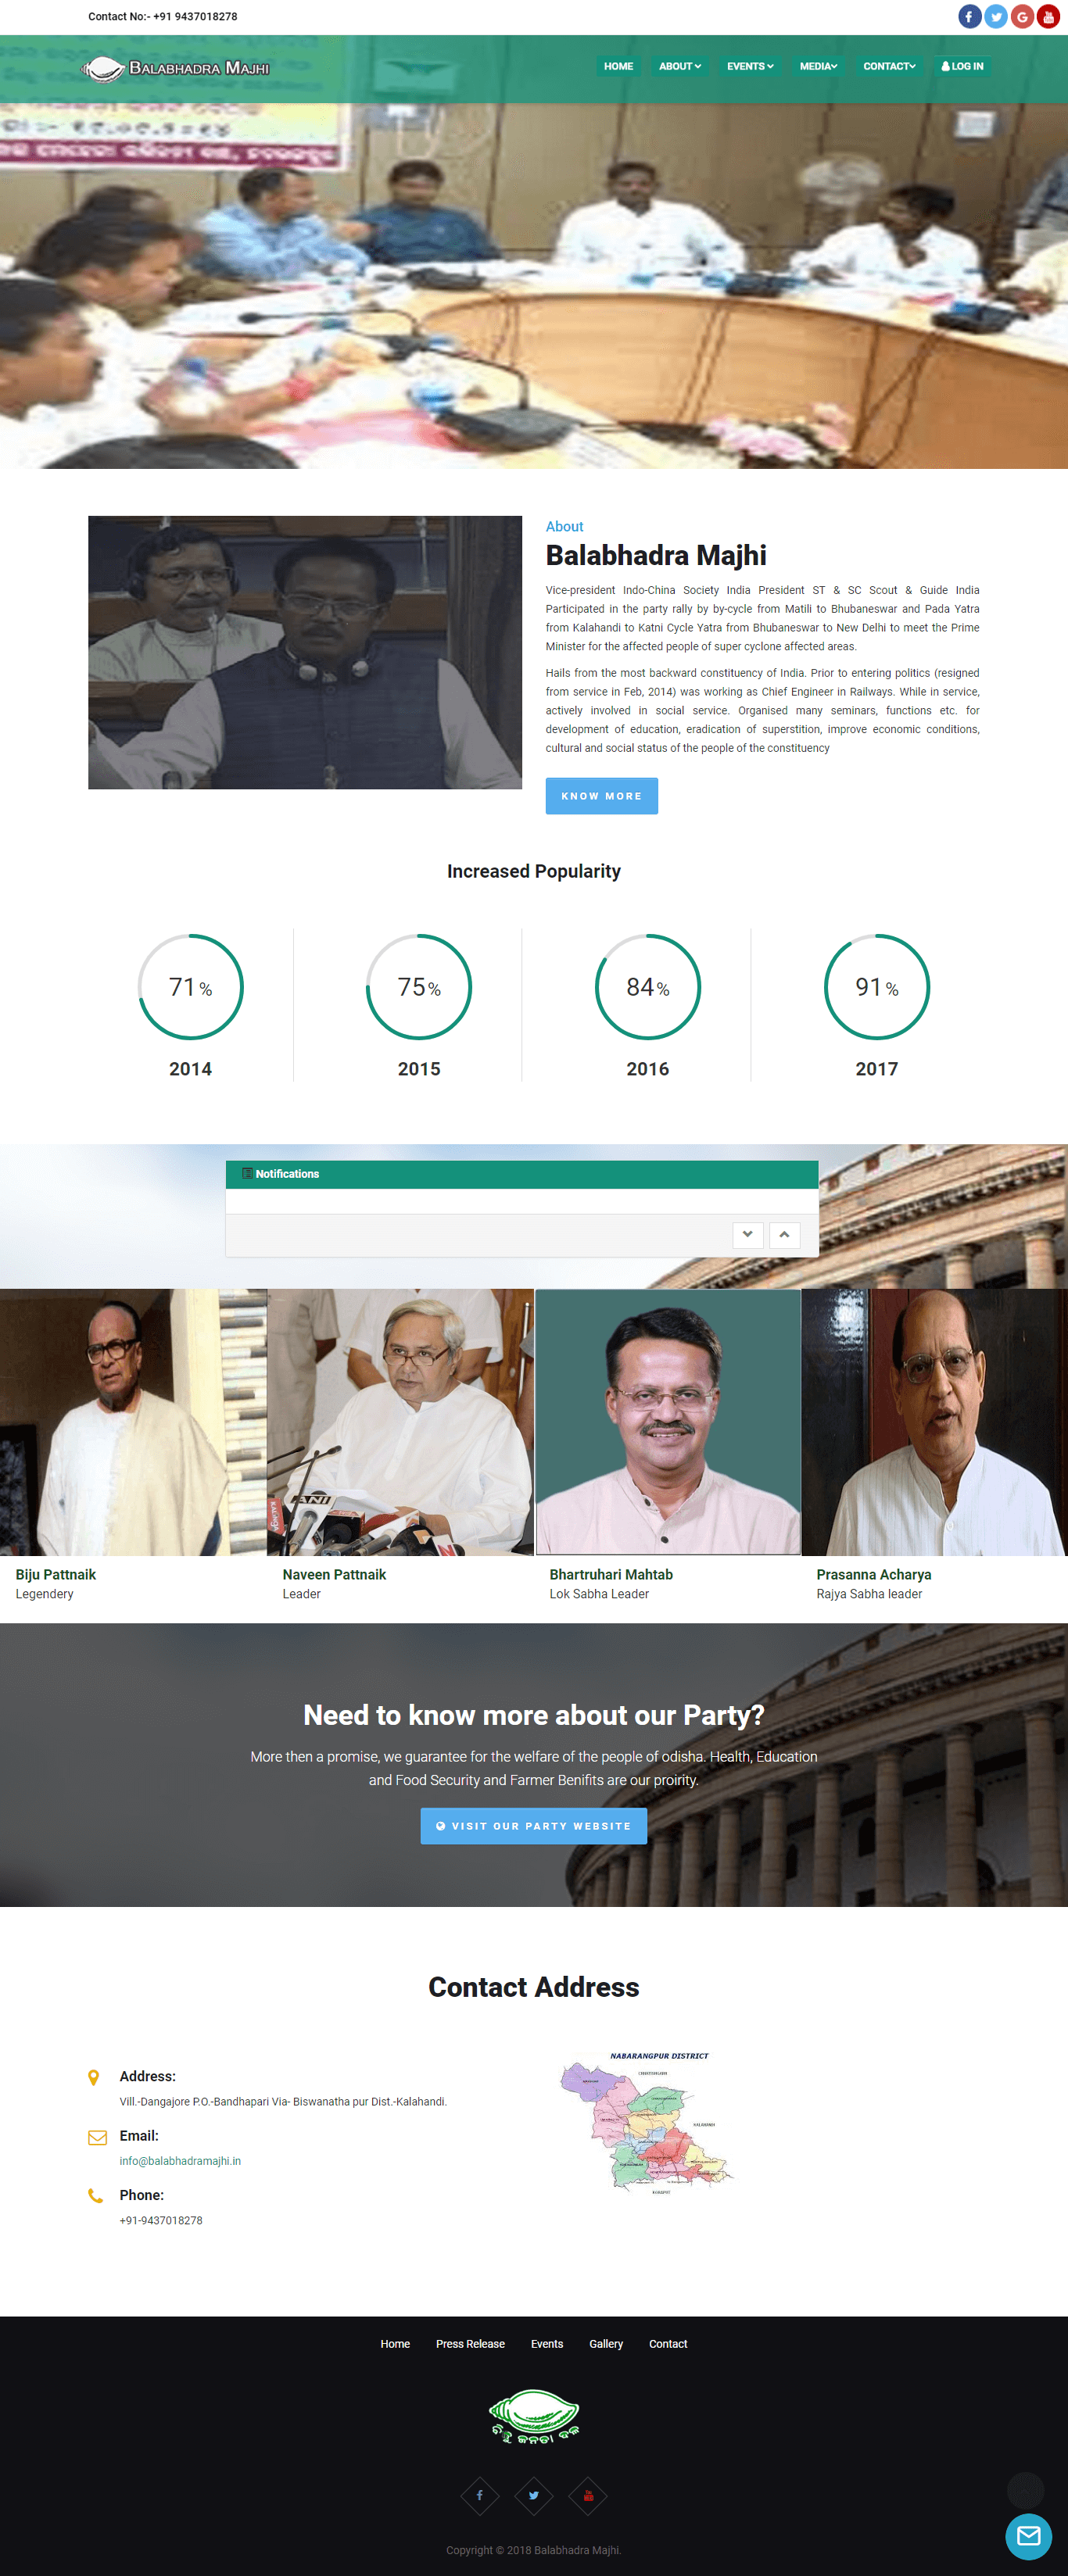 Contact No:- +91 9437018278
BALABHADRA MAJHI
HOME ABOUT EVENTS MEDIA CONTACT LOG IN
About
Balabhadra Majhi
Vice-president Indo-China Society India President ST & SC Scout & Guide India
Participated in the party rally by by-cycle from Matili to Bhubaneswar and Pada Yatra
from Kalahandi to Katni Cycle Yatra from Bhubaneswar to New Delhi to meet the Prime
Minister for the affected people of super cyclone affected areas.
Hails from the most backward constituency of India. Prior to entering politics (resigned
from service in Feb, 2014) was working as Chief Engineer in Railways. While in service,
actively involved in social service. Organised many seminars, functions etc. for
development of education, eradication of superstition, improve economic conditions,
cultural and social status of the people of the constituency
KNOW MORE
Increased Popularity
71 % 75 % 84 % 91 %
2014 2015 2016 2017
Notifications
ANI
Biju Pattnaik Naveen Pattnaik Bhartruhari Mahtab Prasanna Acharya
Legendery Leader Lok Sabha Leader Rajya Sabha leader
Need to know more about our Party?
More then a promise, we guarantee for the welfare of the people of odisha. Health, Education
and Food Security and Farmer Benifits are our proirity.
VISIT OUR PARTY WEBSITE
Contact Address
NABARANGPUR DISTRICT
Address:
Vill.-Dangajore P.O.-Bandhapari Via- Biswanatha pur Dist.-Kalahandi.
Email:
info@balabhadramajhi.in
Phone:
+91-9437018278
Home Press Release Events Gallery Contact
Copyright © 2018 Balabhadra Majhi.